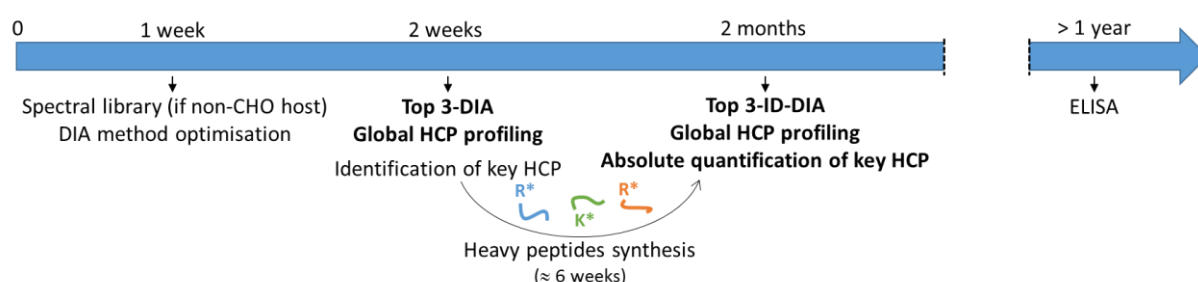 0
1 week
2 weeks
2 months
> 1 year
Spectral library (if non-CHO host)
DIA method optimisation
Top 3-DIA
Global HCP profiling
Identification of key HCP
Top 3-ID-DIA
Global HCP profiling
Absolute quantification of key HCP
ELISA
R*
K*
R*
Heavy peptides synthesis
(≈ 6 weeks)